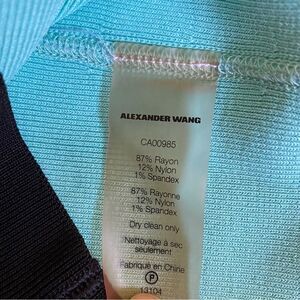 ALEXANDER WANG
CA00985
87% Rayon
12% Nylon
1% Spandex
87% Rayonne
12% Nylon
1% Spandex
Dry clean only
Nettoyage à sec
seulement
Fabriqué en Chine
P
13104